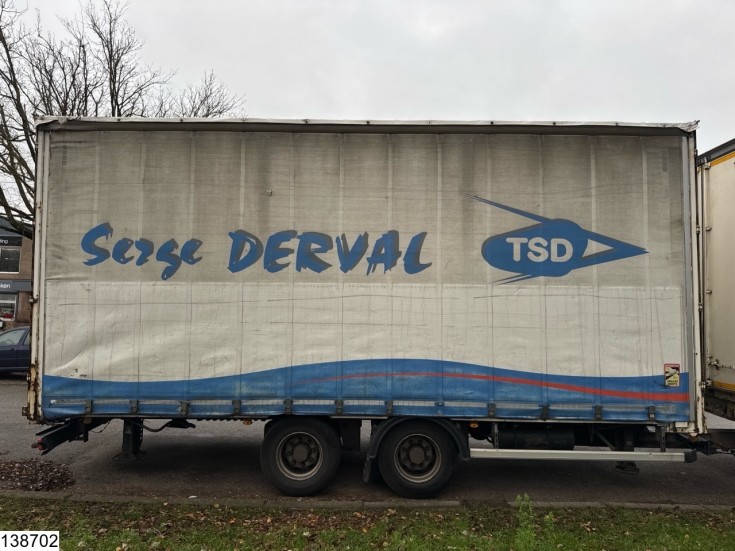 Serge DERVAL
TSD
138702